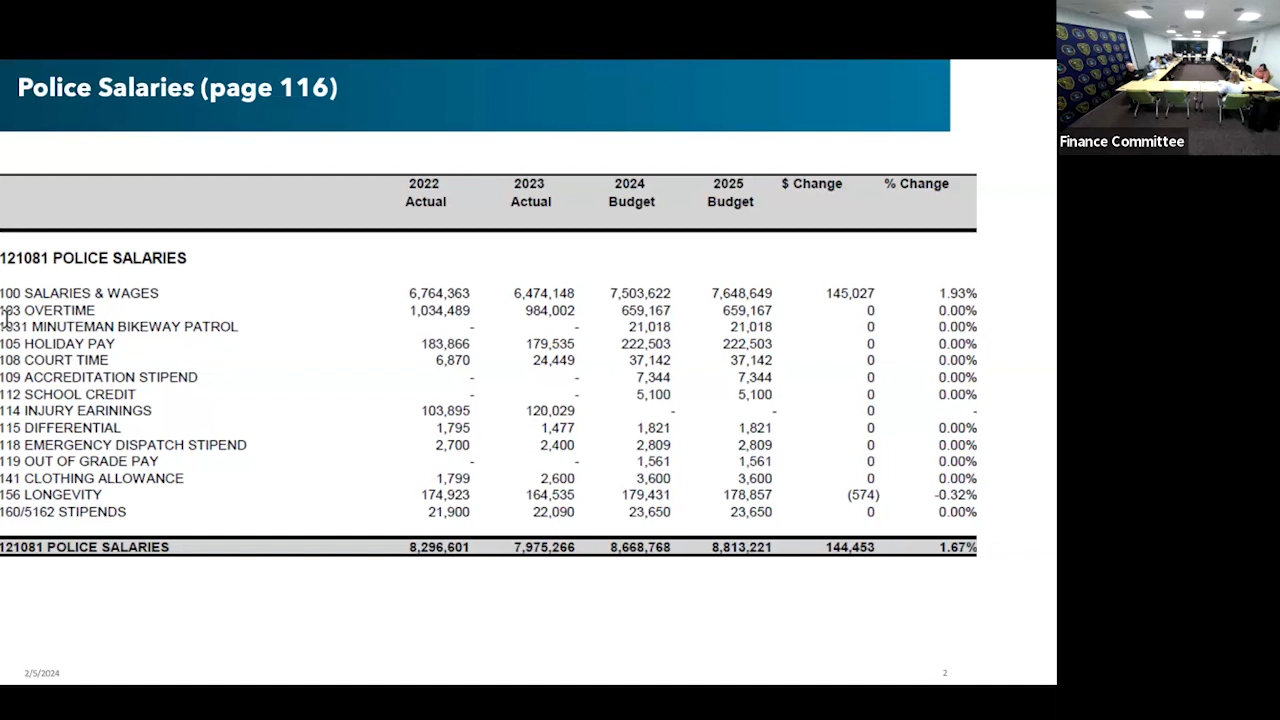 Police Salaries (page 116)
Finance Committee
2022 2023 2024 2025 $ Change % Change
Actual Actual Budget Budget
121081 POLICE SALARIES
100 SALARIES & WAGES 6,764,363 6,474,148 7,503,622 7,648,649 145,027 1.93%
103 OVERTIME 1,034,489 984,002 659,167 659,167 0 0.00%
1031 MINUTEMAN BIKEWAY PATROL - - 21,018 21,018 0 0.00%
105 HOLIDAY PAY 183,866 179,535 222,503 222,503 0 0.00%
108 COURT TIME 6,870 24,449 37,142 37,142 0 0.00%
109 ACCREDITATION STIPEND - - 7,344 7,344 0 0.00%
112 SCHOOL CREDIT - - 5,100 5,100 0 0.00%
114 INJURY EARININGS 103,895 120,029 - - 0 -
115 DIFFERENTIAL 1,795 1,477 1,821 1,821 0 0.00%
118 EMERGENCY DISPATCH STIPEND 2,700 2,400 2,809 2,809 0 0.00%
119 OUT OF GRADE PAY - - 1,561 1,561 0 0.00%
141 CLOTHING ALLOWANCE 1,799 2,600 3,600 3,600 0 0.00%
156 LONGEVITY 174,923 164,535 179,431 178,857 (574) -0.32%
160/5162 STIPENDS 21,900 22,090 23,650 23,650 0 0.00%
121081 POLICE SALARIES 8,296,601 7,975,266 8,668,768 8,813,221 144,453 1.67%
2/5/2024 2